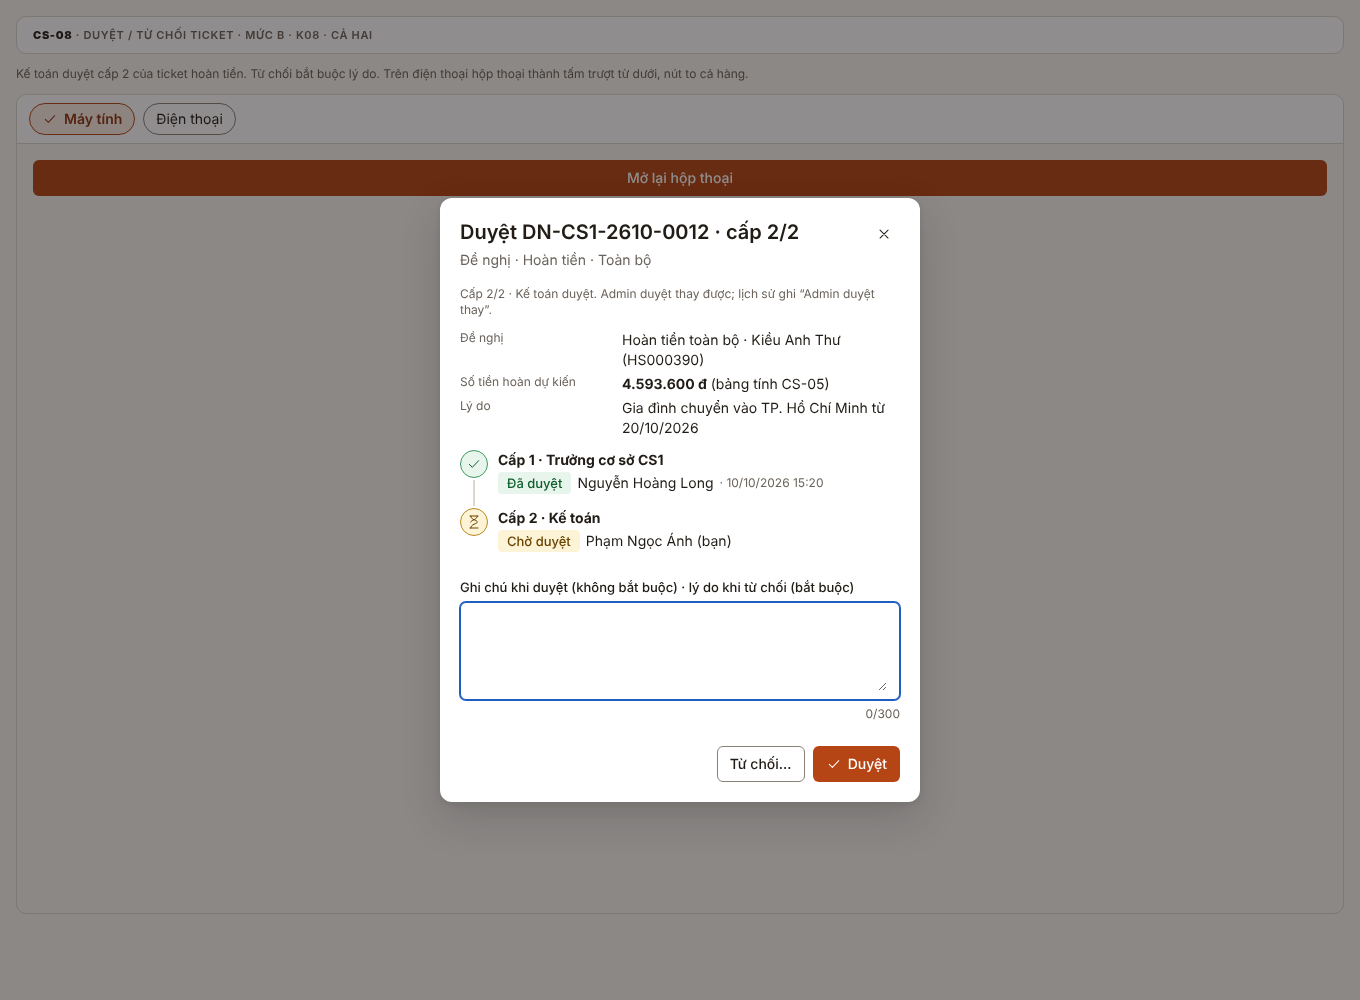 CS-08 · DUYỆT / TỪ CHỐI TICKET · MỨC B · K08 · CẢ HAI
Kế toán duyệt cấp 2 của ticket hoàn tiền. Từ chối bắt buộc lý do. Trên điện thoại hộp thoại thành tấm trượt từ dưới, nút to cả hàng.
Máy tính
Điện thoại
Mở lại hộp thoại
Duyệt DN-CS1-2610-0012 · cấp 2/2
Đề nghị · Hoàn tiền · Toàn bộ
Cấp 2/2 · Kế toán duyệt. Admin duyệt thay được; lịch sử ghi “Admin duyệt
thay”.
Đề nghị
Hoàn tiền toàn bộ · Kiều Anh Thư
(HS000390)
Số tiền hoàn dự kiến
4.593.600 đ (bảng tính CS-05)
Lý do
Gia đình chuyển vào TP. Hồ Chí Minh từ
20/10/2026
Cấp 1 · Trưởng cơ sở CS1
Đã duyệt Nguyễn Hoàng Long · 10/10/2026 15:20
Cấp 2 · Kế toán
Chờ duyệt Phạm Ngọc Ánh (bạn)
Ghi chú khi duyệt (không bắt buộc) · lý do khi từ chối (bắt buộc)
0/300
Từ chối...
Duyệt